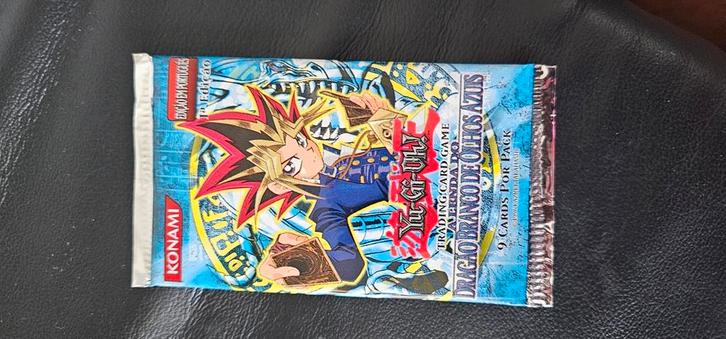 EDIÇÃO EM PORTUGUÊS
1ª Edição
KONAMI
Yu-Gi-Oh!
TRADING CARD GAME
A LENDA DO
DRAGÃO BRANCO DE OLHOS AZUIS
9 CARDS PER PACK